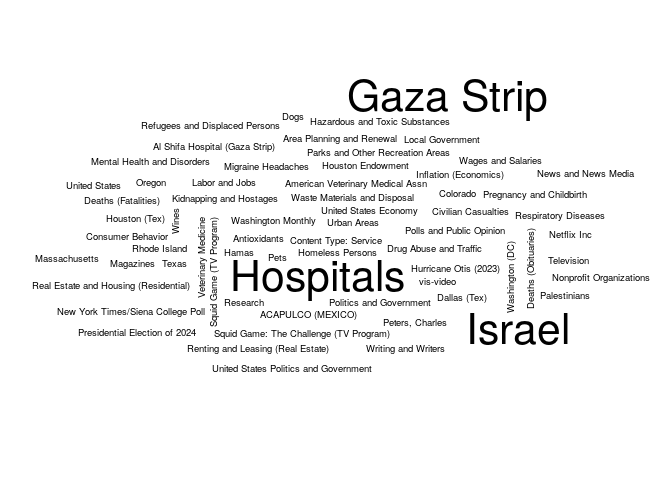 Gaza Strip
Dogs
Hazardous and Toxic Substances
Refugees and Displaced Persons
Area Planning and Renewal
Local Government
Al Shifa Hospital (Gaza Strip)
Parks and Other Recreation Areas
Mental Health and Disorders
Migraine Headaches
Houston Endowment
Wages and Salaries
Inflation (Economics)
News and News Media
United States
Oregon
Labor and Jobs
American Veterinary Medical Assn
Deaths (Fatalities)
Kidnapping and Hostages
Waste Materials and Disposal
Colorado
Pregnancy and Childbirth
United States Economy
Civilian Casualties
Respiratory Diseases
Houston (Tex)
Wines
Washington Monthly
Urban Areas
Polls and Public Opinion
Netflix Inc
Consumer Behavior
Antioxidants
Content Type: Service
Rhode Island
Veterinary Medicine
Squid Game (TV Program)
Hamas
Pets
Homeless Persons
Drug Abuse and Traffic
Washington (DC)
Deaths (Obituaries)
Massachusetts
Magazines
Texas
Television
Hospitals
Hurricane Otis (2023)
vis-video
Nonprofit Organizations
Real Estate and Housing (Residential)
Research
Politics and Government
Dallas (Tex)
Palestinians
New York Times/Siena College Poll
ACAPULCO (MEXICO)
Peters, Charles
Israel
Presidential Election of 2024
Squid Game: The Challenge (TV Program)
Renting and Leasing (Real Estate)
Writing and Writers
United States Politics and Government